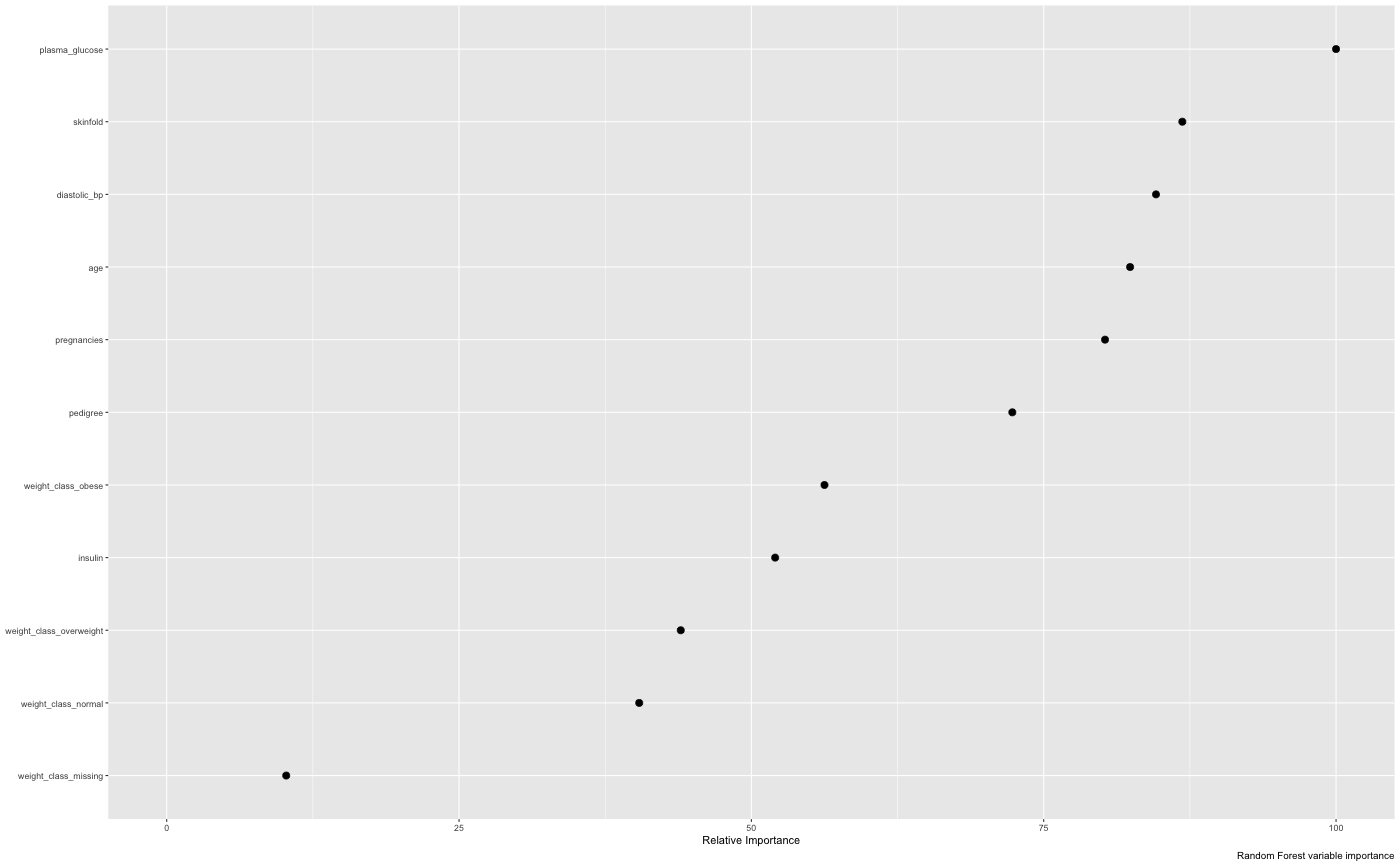 plasma_glucose
skinfold
diastolic_bp
age
pregnancies
pedigree
weight_class_obese
insulin
weight_class_overweight
weight_class_normal
weight_class_missing
0 25 50 75 100
Relative Importance
Random Forest variable importance